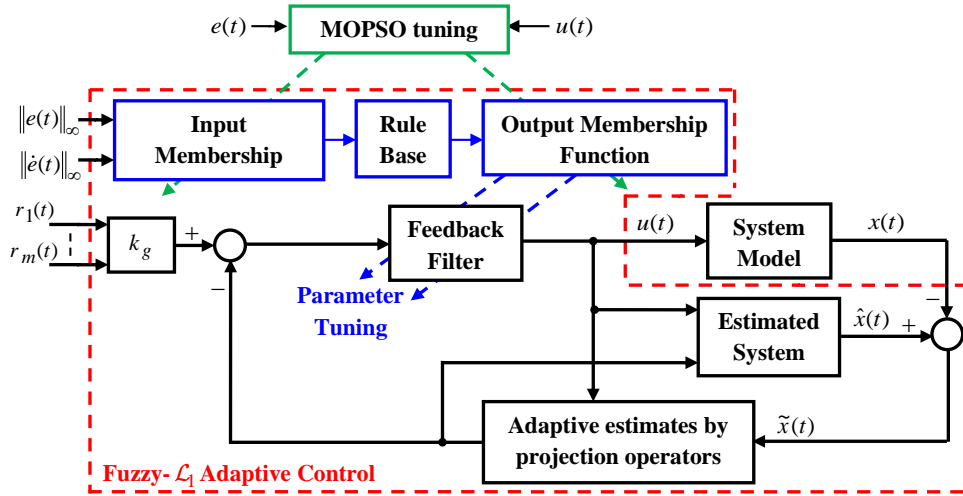 e(t)
MOPSO tuning
u(t)
‖e(t)‖∞
‖ė(t)‖∞
Input
Membership
Rule
Base
Output Membership
Function
r₁(t)
rₘ(t)
k_g
+
−
Feedback
Filter
Parameter
Tuning
u(t)
System
Model
x(t)
−
Estimated
System
x̂(t)
+
Adaptive estimates by
projection operators
x̃(t)
Fuzzy-ℒ₁ Adaptive Control